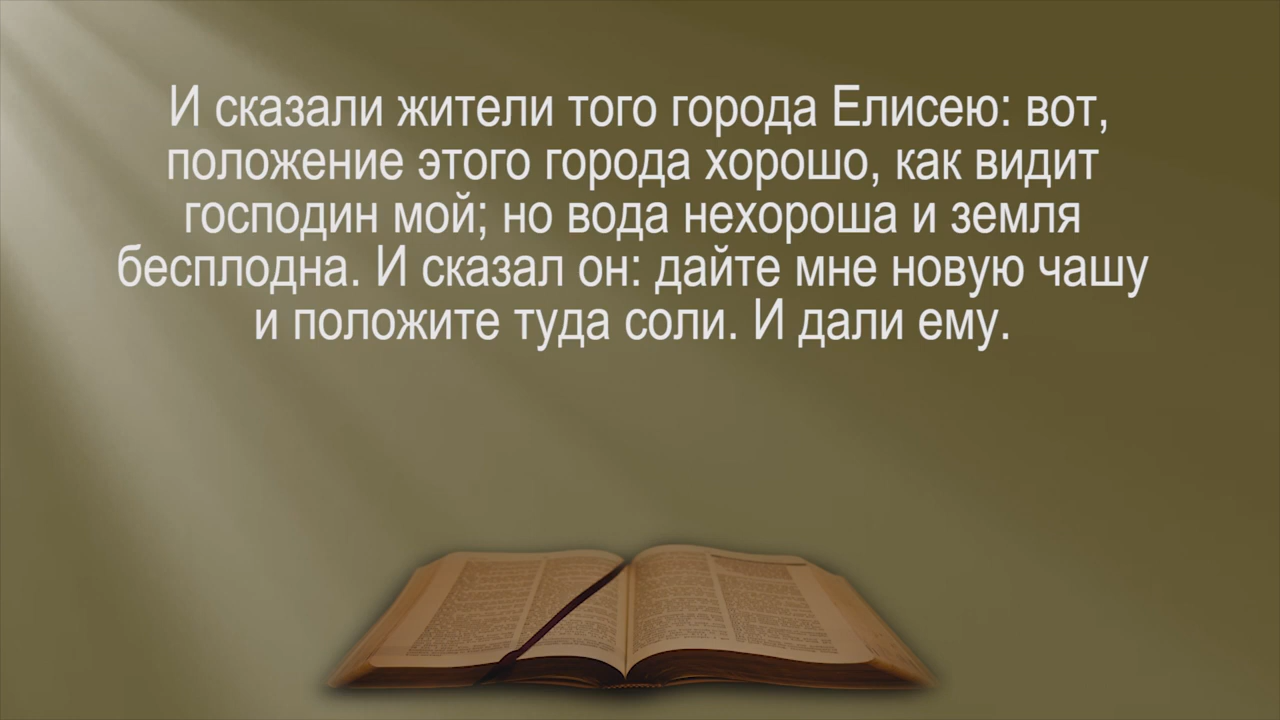 И сказали жители того города Елисею: вот,
положение этого города хорошо, как видит
господин мой; но вода нехороша и земля
бесплодна. И сказал он: дайте мне новую чашу
и положите туда соли. И дали ему.